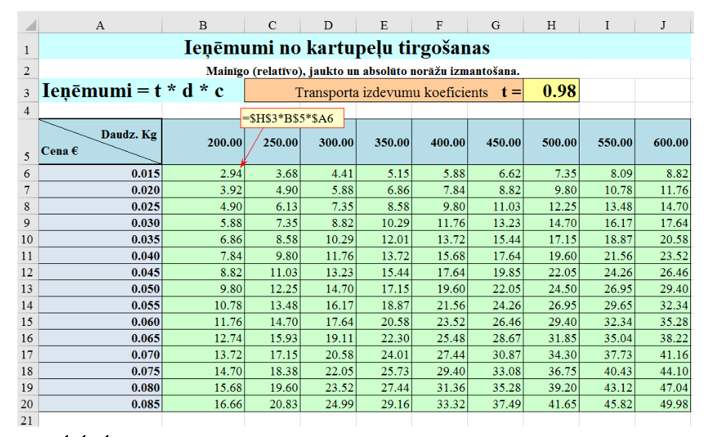 A B C D E F G H I J
1 Ieņēmumi no kartupeļu tirgošanas
2 Mainīgo (relatīvo), jaukto un absolūto norāžu izmantošana.
3 Ieņēmumi = t * d * c Transporta izdevumu koeficients t = 0.98
4 =$H$3*B$5*$A6
Daudz. Kg
5 Cena € 200.00 250.00 300.00 350.00 400.00 450.00 500.00 550.00 600.00
6 0.015 2.94 3.68 4.41 5.15 5.88 6.62 7.35 8.09 8.82
7 0.020 3.92 4.90 5.88 6.86 7.84 8.82 9.80 10.78 11.76
8 0.025 4.90 6.13 7.35 8.58 9.80 11.03 12.25 13.48 14.70
9 0.030 5.88 7.35 8.82 10.29 11.76 13.23 14.70 16.17 17.64
10 0.035 6.86 8.58 10.29 12.01 13.72 15.44 17.15 18.87 20.58
11 0.040 7.84 9.80 11.76 13.72 15.68 17.64 19.60 21.56 23.52
12 0.045 8.82 11.03 13.23 15.44 17.64 19.85 22.05 24.26 26.46
13 0.050 9.80 12.25 14.70 17.15 19.60 22.05 24.50 26.95 29.40
14 0.055 10.78 13.48 16.17 18.87 21.56 24.26 26.95 29.65 32.34
15 0.060 11.76 14.70 17.64 20.58 23.52 26.46 29.40 32.34 35.28
16 0.065 12.74 15.93 19.11 22.30 25.48 28.67 31.85 35.04 38.22
17 0.070 13.72 17.15 20.58 24.01 27.44 30.87 34.30 37.73 41.16
18 0.075 14.70 18.38 22.05 25.73 29.40 33.08 36.75 40.43 44.10
19 0.080 15.68 19.60 23.52 27.44 31.36 35.28 39.20 43.12 47.04
20 0.085 16.66 20.83 24.99 29.16 33.32 37.49 41.65 45.82 49.98
21